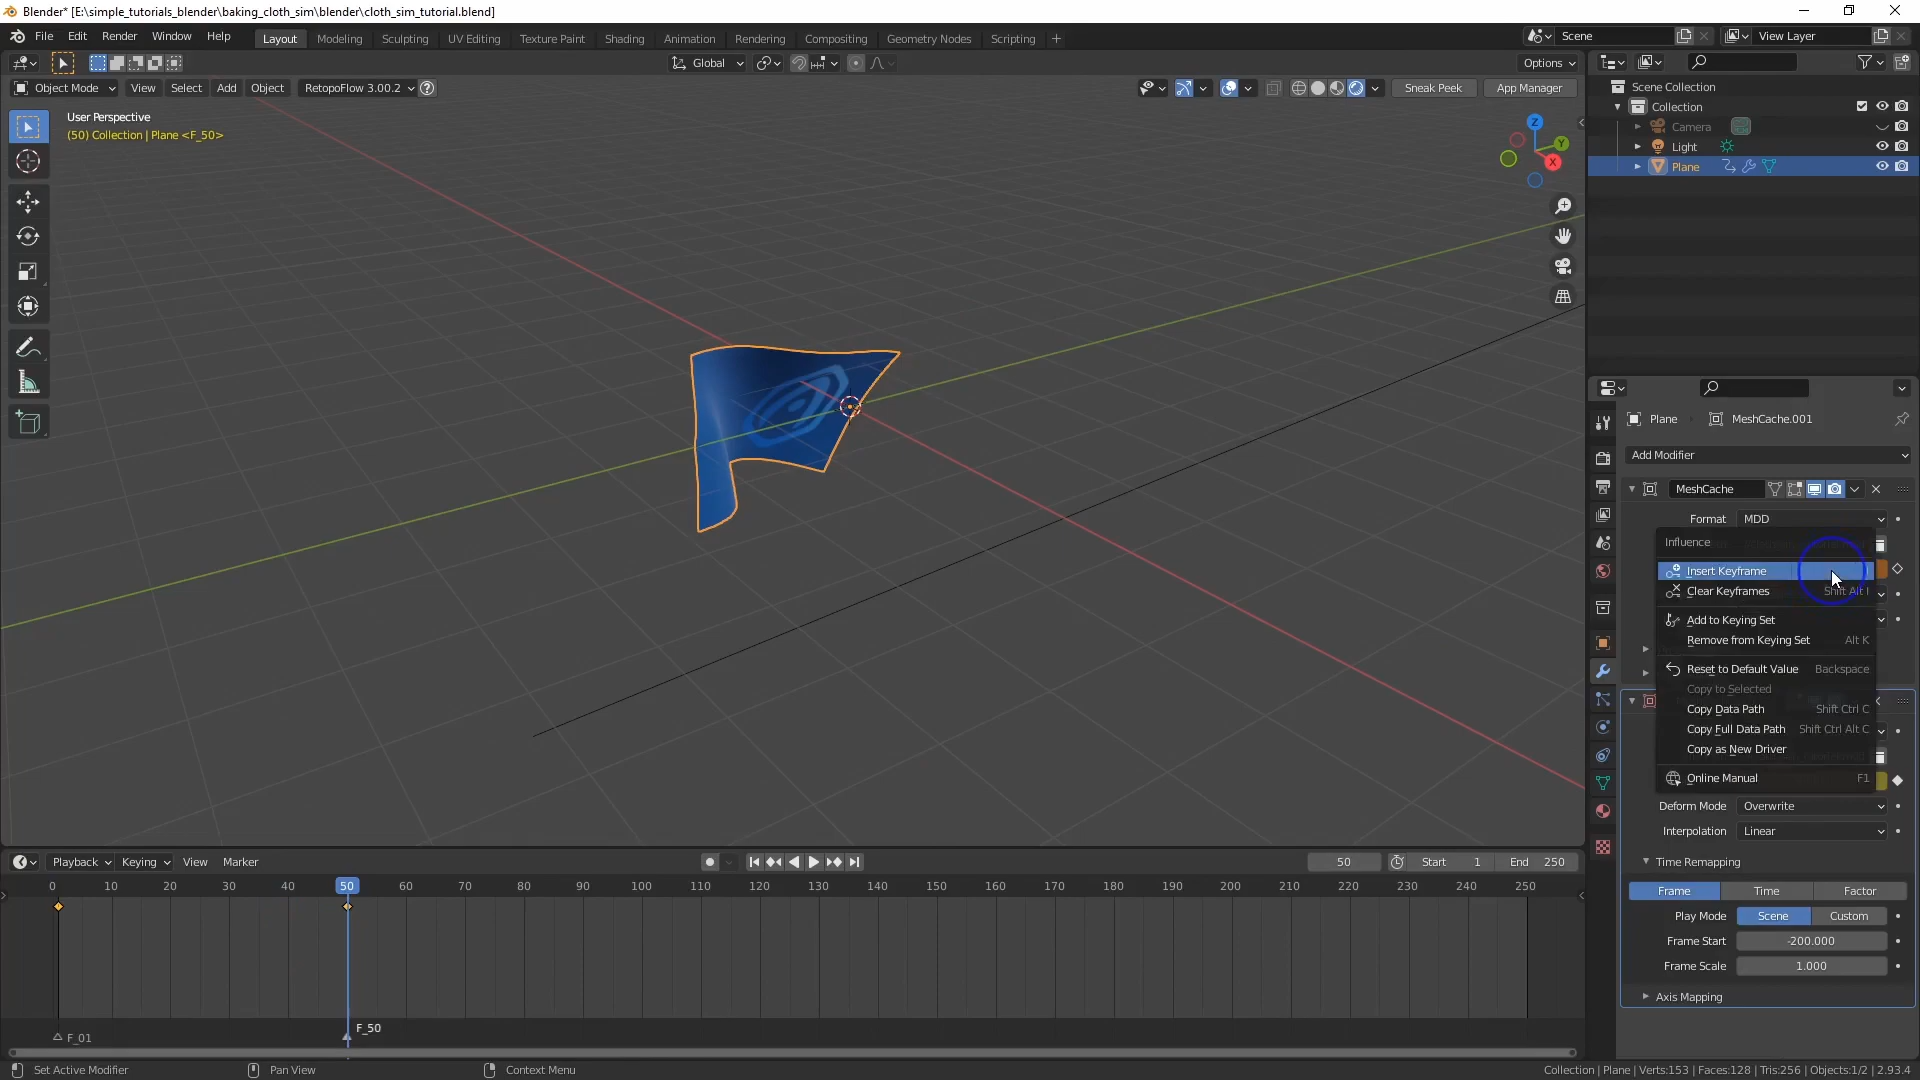 Blender* [E:\simple_tutorials_blender\baking_cloth_sim\blender\cloth_sim_tutorial.blend]
File Edit Render Window Help Layout Modeling Sculpting UV Editing Texture Paint Shading Animation Rendering Compositing Geometry Nodes Scripting Scene View Layer
Global Options
Object Mode View Select Add Object RetopoFlow 3.00.2 Sneak Peek App Manager
User Perspective
(50) Collection | Plane <F_50>
Z
Y
X
Scene Collection
Collection
Camera
Light
Plane
Plane MeshCache.001
Add Modifier
MeshCache
Format MDD
Influence
Insert Keyframe
Clear Keyframes Shift Alt I
Add to Keying Set
Remove from Keying Set Alt K
Reset to Default Value Backspace
Copy to Selected
Copy Data Path Shift Ctrl C
Copy Full Data Path Shift Ctrl Alt C
Copy as New Driver
Online Manual F1
Deform Mode Overwrite
Interpolation Linear
Time Remapping
Frame Time Factor
Play Mode Scene Custom
Frame Start -200.000
Frame Scale 1.000
Axis Mapping
Playback Keying View Marker 50 Start 1 End 250
0 10 20 30 40 50 60 70 80 90 100 110 120 130 140 150 160 170 180 190 200 210 220 230 240 250
F_01 F_50
Set Active Modifier Pan View Context Menu Collection | Plane | Verts:153 | Faces:128 | Tris:256 | Objects:1/2 | 2.93.4